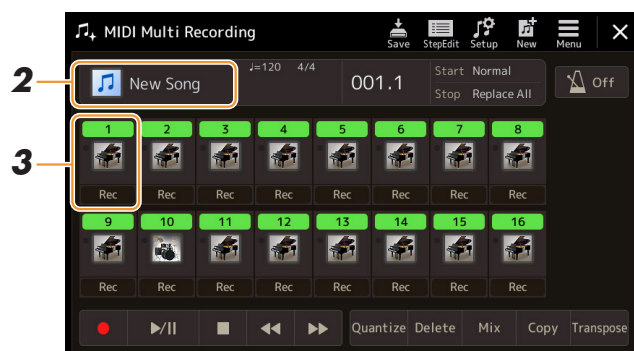 MIDI Multi Recording
Save StepEdit Setup New Menu
2
New Song
♩=120 4/4
001.1
Start Normal
Stop Replace All
Off
3
1 2 3 4 5 6 7 8
Rec Rec Rec Rec Rec Rec Rec Rec
9 10 11 12 13 14 15 16
Rec Rec Rec Rec Rec Rec Rec Rec
Quantize Delete Mix Copy Transpose